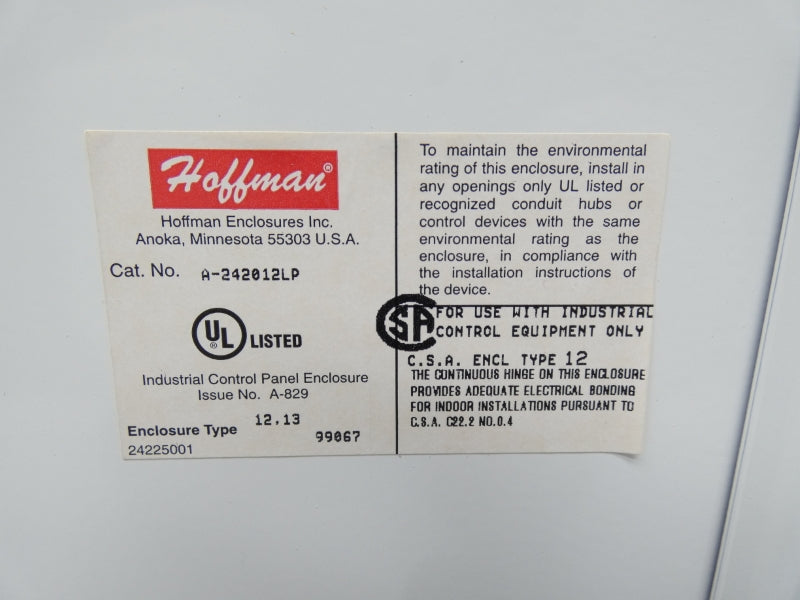 Hoffman®
Hoffman Enclosures Inc.
Anoka, Minnesota 55303 U.S.A.
Cat. No. A-242012LP
UL® LISTED
Industrial Control Panel Enclosure
Issue No. A-829
Enclosure Type 12,13
99067
24225001
To maintain the environmental
rating of this enclosure, install in
any openings only UL listed or
recognized conduit hubs or
control devices with the same
environmental rating as the
enclosure, in compliance with
the installation instructions of
the device.
CSA FOR USE WITH INDUSTRIAL
CONTROL EQUIPMENT ONLY
C.S.A. ENCL TYPE 12
THE CONTINUOUS HINGE ON THIS ENCLOSURE
PROVIDES ADEQUATE ELECTRICAL BONDING
FOR INDOOR INSTALLATIONS PURSUANT TO
C.S.A. C22.2 NO.0.4